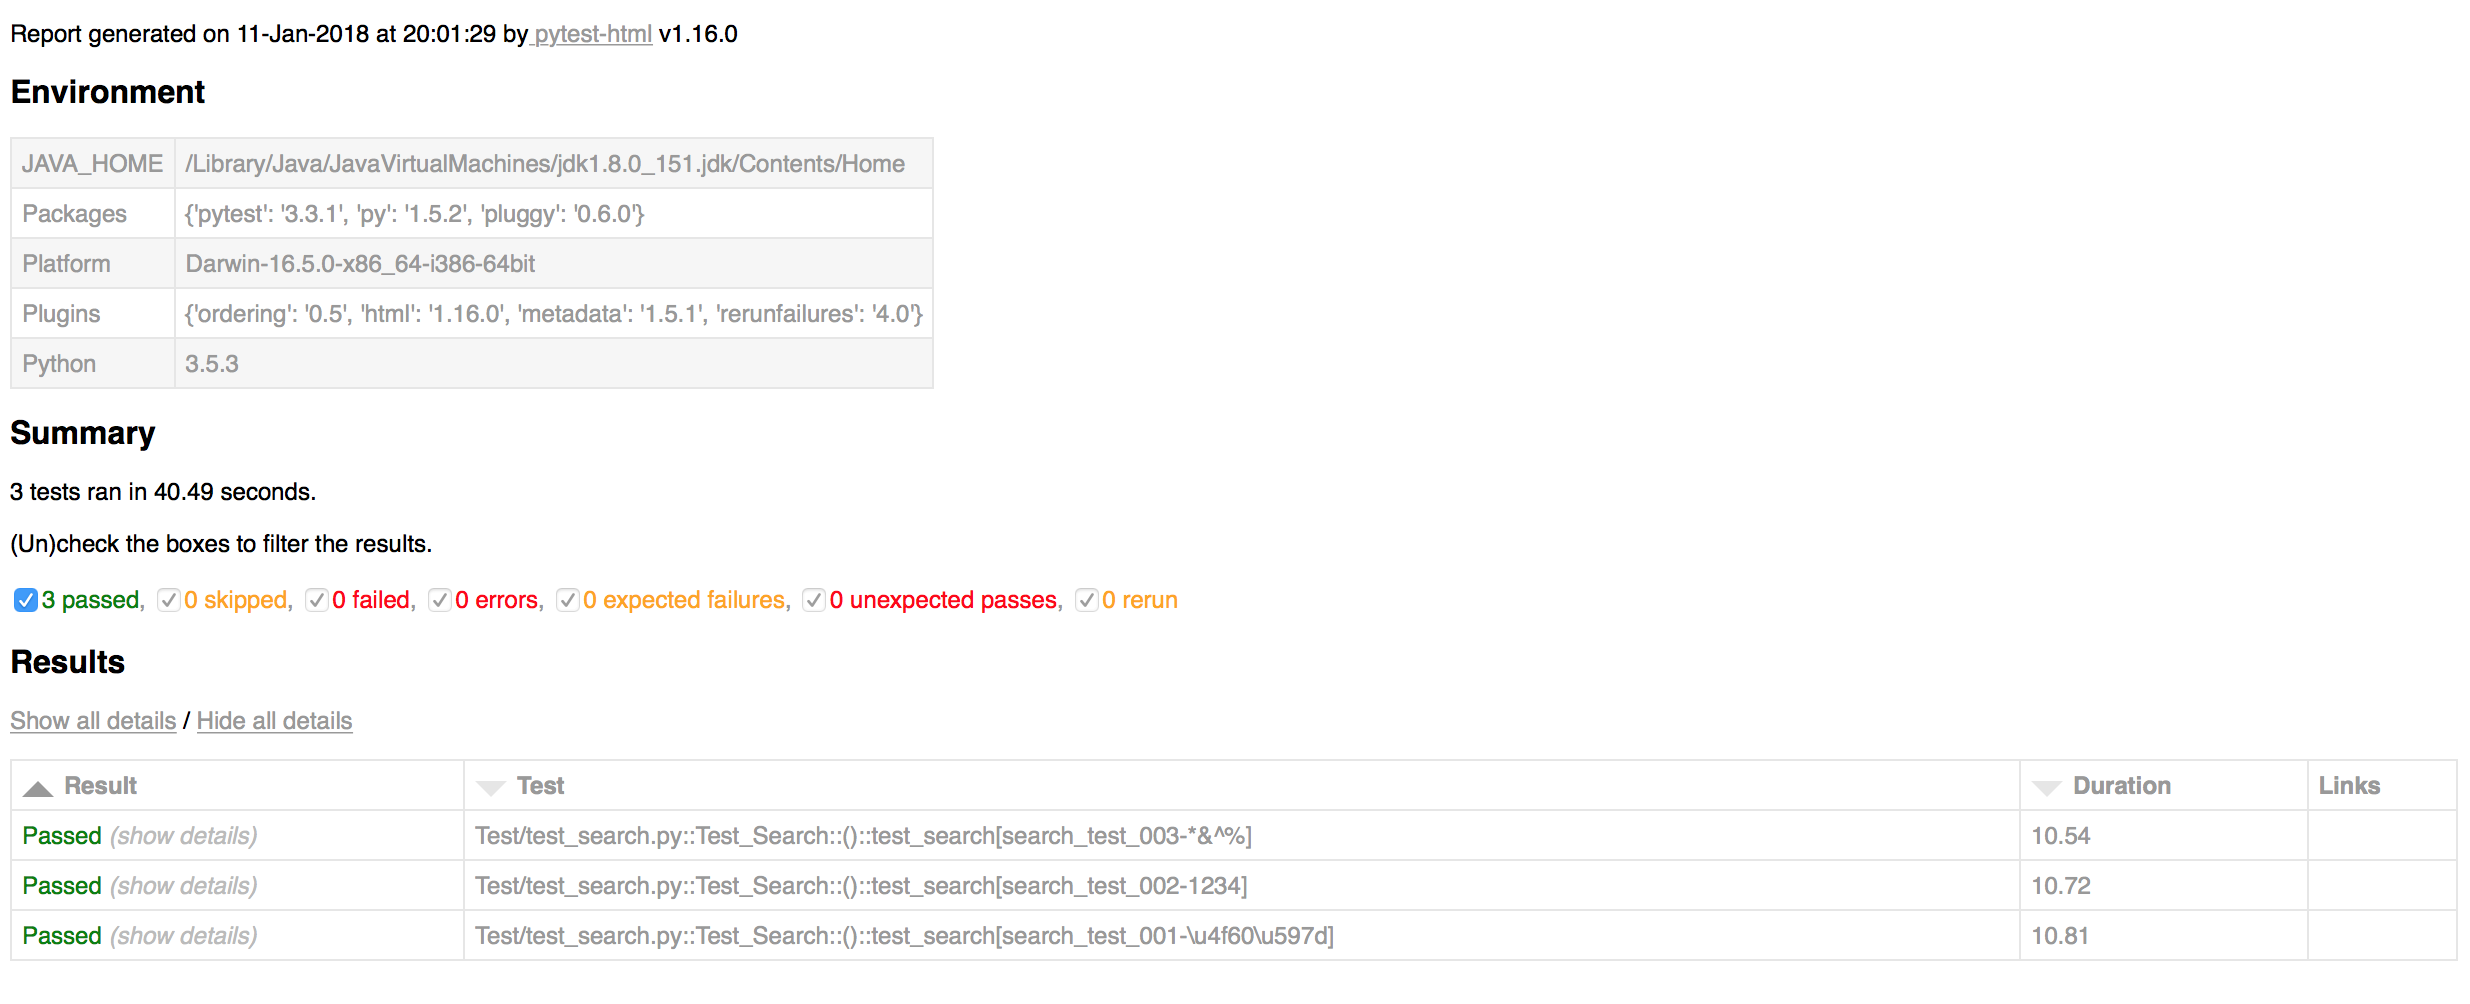 Report generated on 11-Jan-2018 at 20:01:29 by pytest-html v1.16.0
Environment
JAVA_HOME /Library/Java/JavaVirtualMachines/jdk1.8.0_151.jdk/Contents/Home
Packages {'pytest': '3.3.1', 'py': '1.5.2', 'pluggy': '0.6.0'}
Platform Darwin-16.5.0-x86_64-i386-64bit
Plugins {'ordering': '0.5', 'html': '1.16.0', 'metadata': '1.5.1', 'rerunfailures': '4.0'}
Python 3.5.3
Summary
3 tests ran in 40.49 seconds.
(Un)check the boxes to filter the results.
3 passed, 0 skipped, 0 failed, 0 errors, 0 expected failures, 0 unexpected passes, 0 rerun
Results
Show all details / Hide all details
Result Test Duration Links
Passed (show details) Test/test_search.py::Test_Search::()::test_search[search_test_003-*&^%] 10.54
Passed (show details) Test/test_search.py::Test_Search::()::test_search[search_test_002-1234] 10.72
Passed (show details) Test/test_search.py::Test_Search::()::test_search[search_test_001-\u4f60\u597d] 10.81